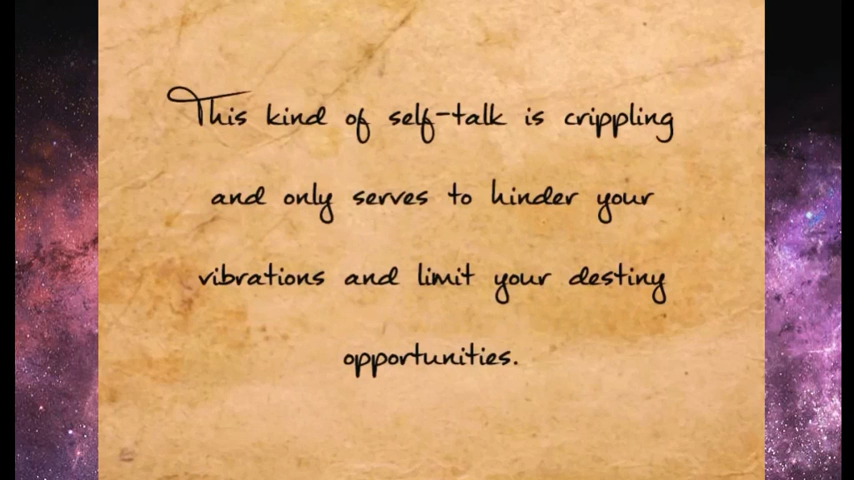 This kind of self-talk is crippling
and only serves to hinder your
vibrations and limit your destiny
opportunities.